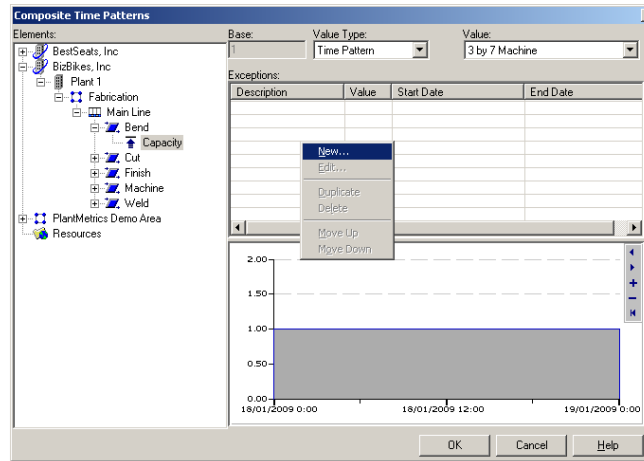 Composite Time Patterns
Elements:
BestSeats, Inc
BizBikes, Inc
Plant 1
Fabrication
Main Line
Bend
Capacity
Cut
Finish
Machine
Weld
PlantMetrics Demo Area
Resources
Base: Value Type: Value:
1 Time Pattern 3 by 7 Machine
Exceptions:
Description Value Start Date End Date
New...
Edit...
Duplicate
Delete
Move Up
Move Down
2.00
1.50
1.00
0.50
0.00
18/01/2009 0:00 18/01/2009 12:00 19/01/2009 0:00
OK Cancel Help